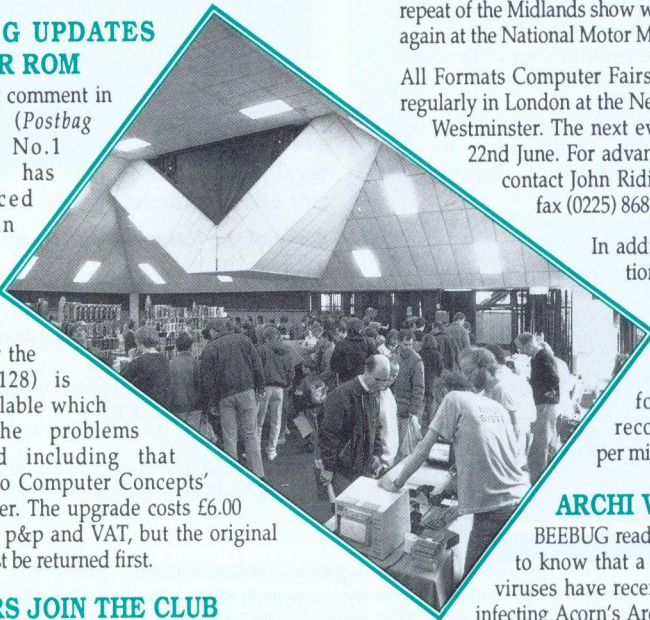 G UPDATES
R ROM
comment in
(Postbag
No.1
has
ced
n
the
128) is
lable which
he problems
d including that
o Computer Concepts'
er. The upgrade costs £6.00
p&p and VAT, but the original
st be returned first.
RS JOIN THE CLUB
repeat of the Midlands show w
again at the National Motor M
All Formats Computer Fairs
regularly in London at the Ne
Westminster. The next ev
22nd June. For advan
contact John Ridi
fax (0225) 868
In addi
tion
fo
reco
per mi
ARCHI V
BEEBUG read
to know that a
viruses have recen
infecting Acorn's Arc